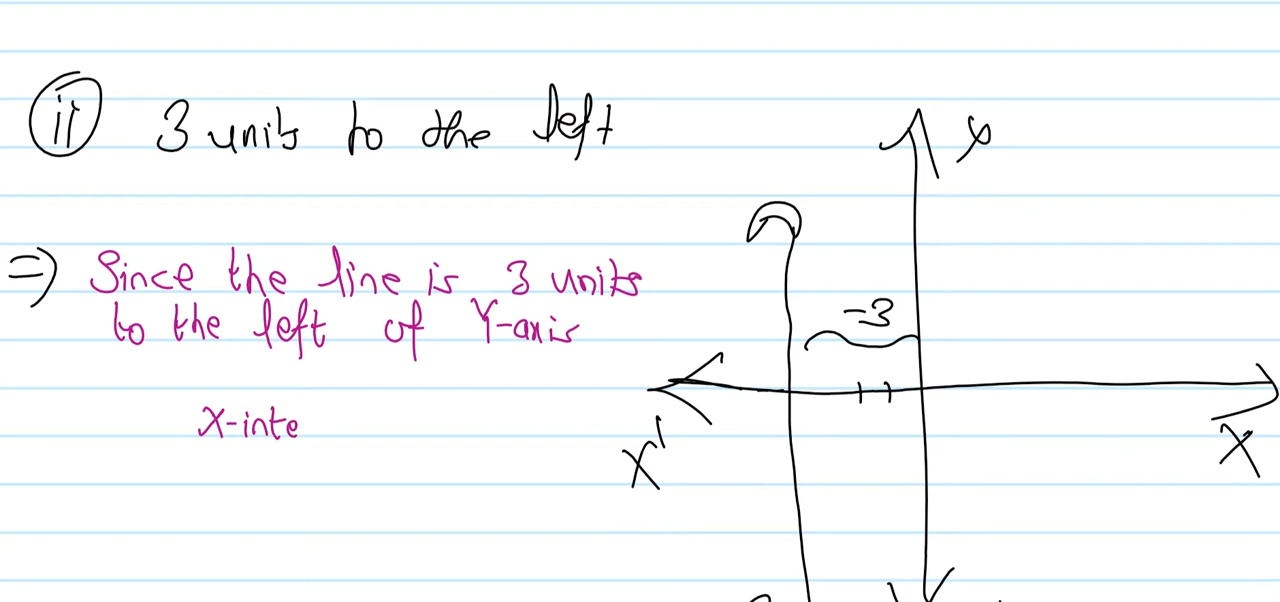 ii 3 units to the left
=) Since the line is 3 units
to the left of Y-axis
X-inte
y
-3
X'
X